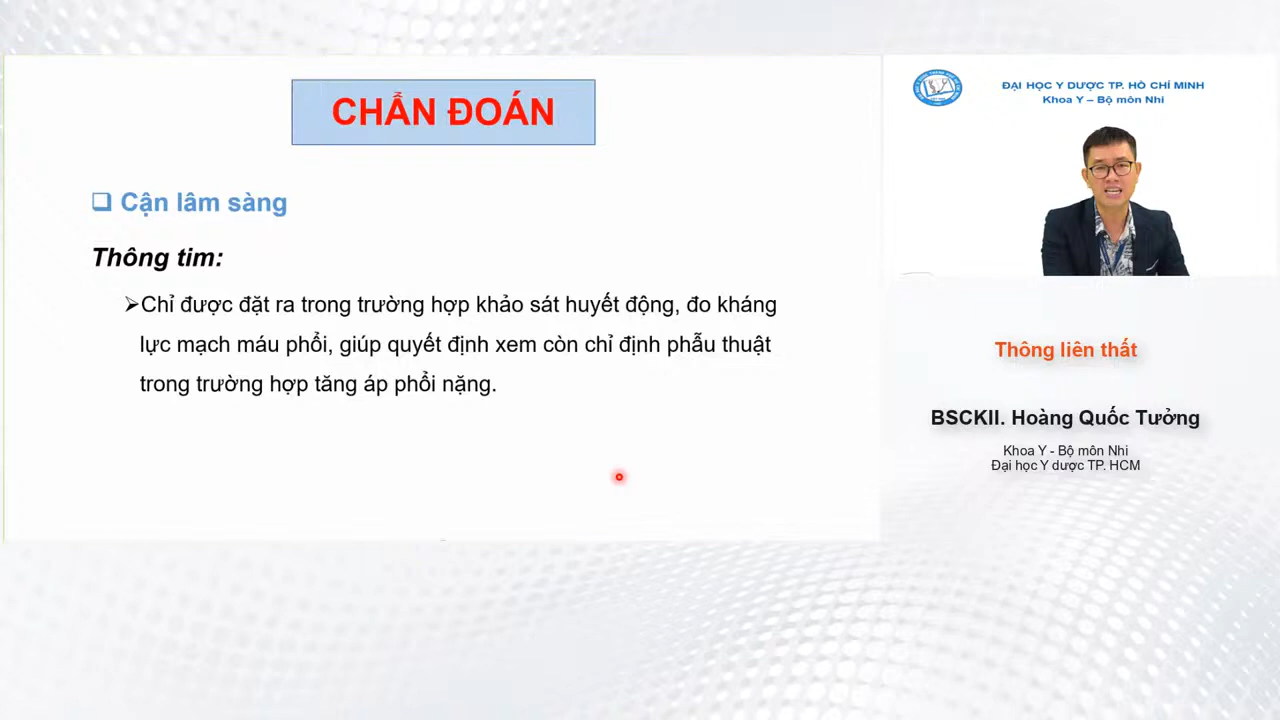 CHẨN ĐOÁN
Cận lâm sàng
Thông tim:
Chỉ được đặt ra trong trường hợp khảo sát huyết động, đo kháng
lực mạch máu phổi, giúp quyết định xem còn chỉ định phẫu thuật
trong trường hợp tăng áp phổi nặng.
ĐẠI HỌC Y DƯỢC TP. HỒ CHÍ MINH
Khoa Y – Bộ môn Nhi
Thông liên thất
BSCKII. Hoàng Quốc Tưởng
Khoa Y - Bộ môn Nhi
Đại học Y dược TP. HCM